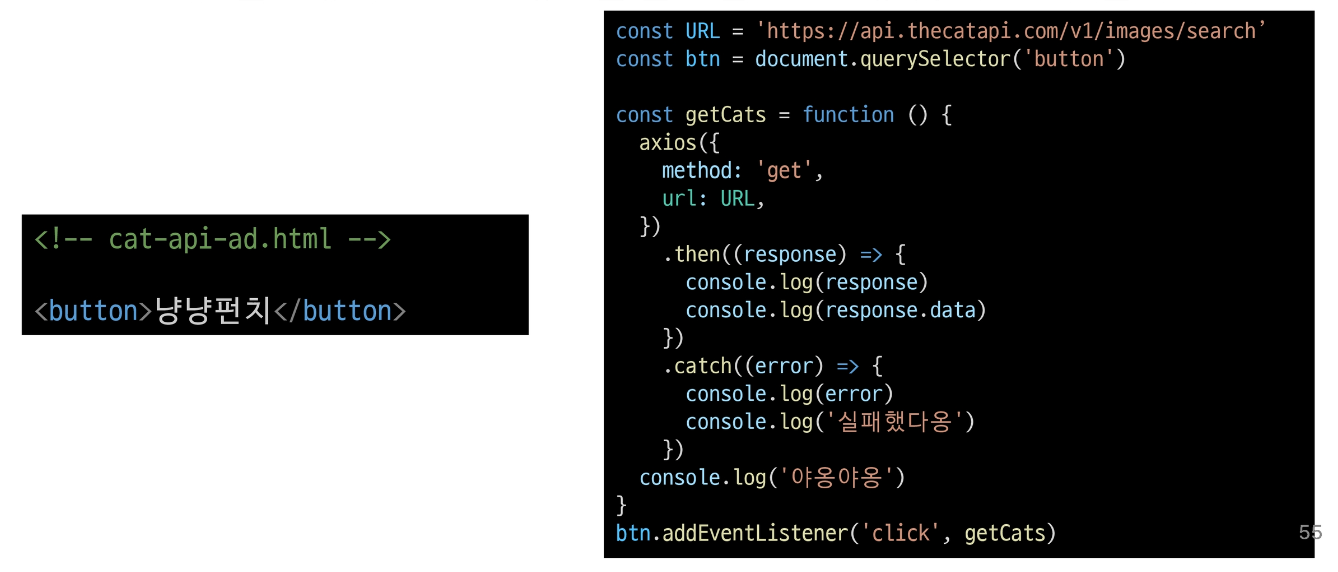 <!-- cat-api-ad.html -->
<button>냥냥펀치</button>
const URL = 'https://api.thecatapi.com/v1/images/search’
const btn = document.querySelector('button')
const getCats = function () {
  axios({
    method: 'get',
    url: URL,
  })
    .then((response) => {
      console.log(response)
      console.log(response.data)
    })
    .catch((error) => {
      console.log(error)
      console.log('실패했다옹')
    })
  console.log('야옹야옹')
}
btn.addEventListener('click', getCats)
55